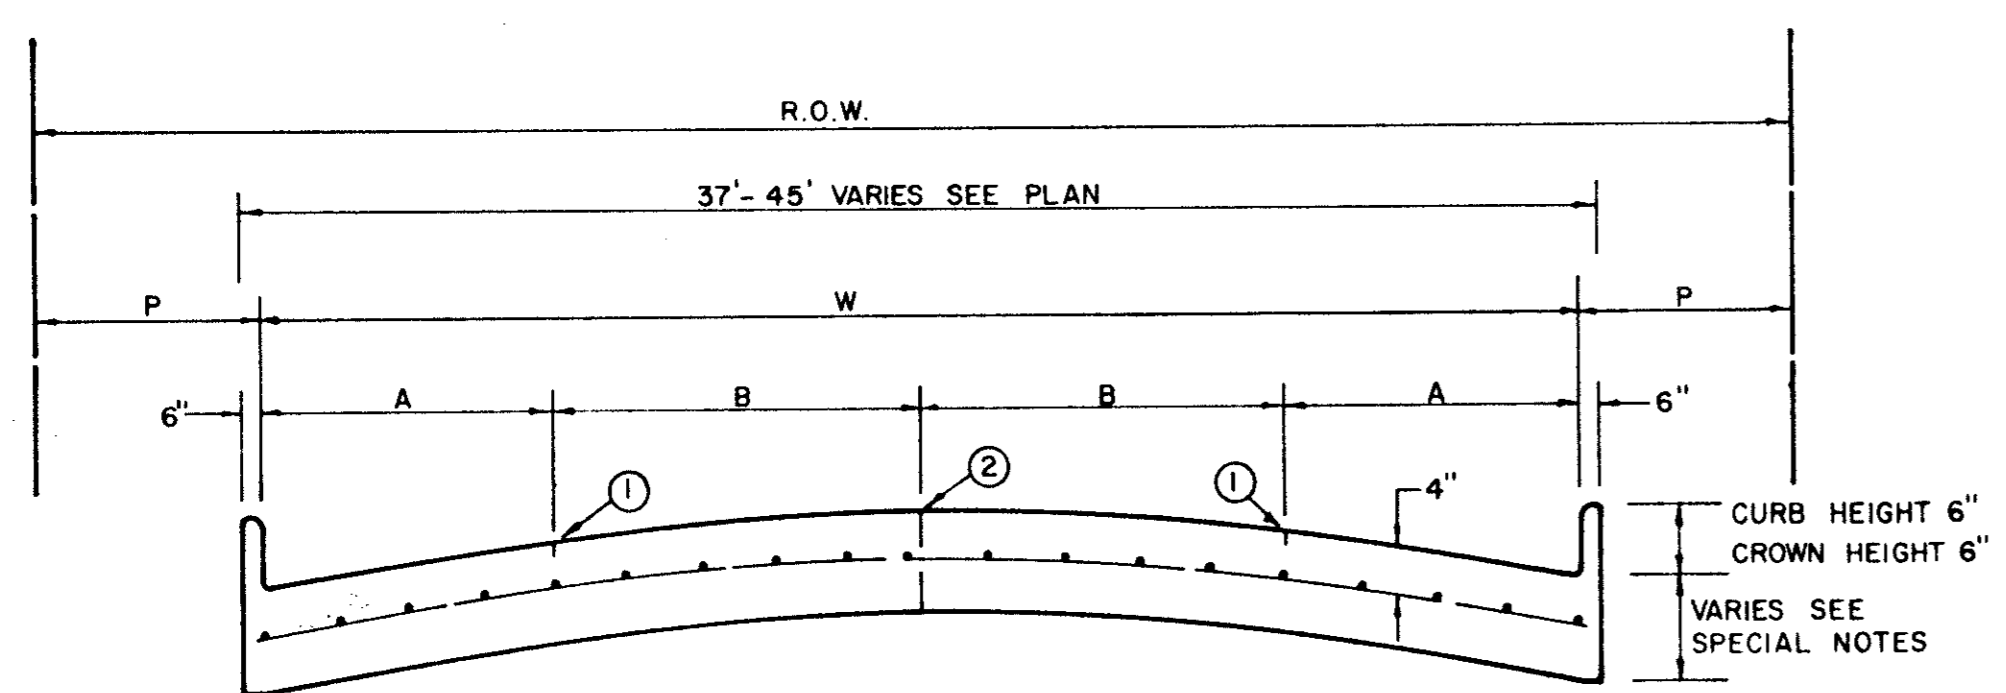 R.O.W.
37'- 45' VARIES SEE PLAN
P W P
6" A B B A 6"
1 2 1 4"
CURB HEIGHT 6"
CROWN HEIGHT 6"
VARIES SEE
SPECIAL NOTES